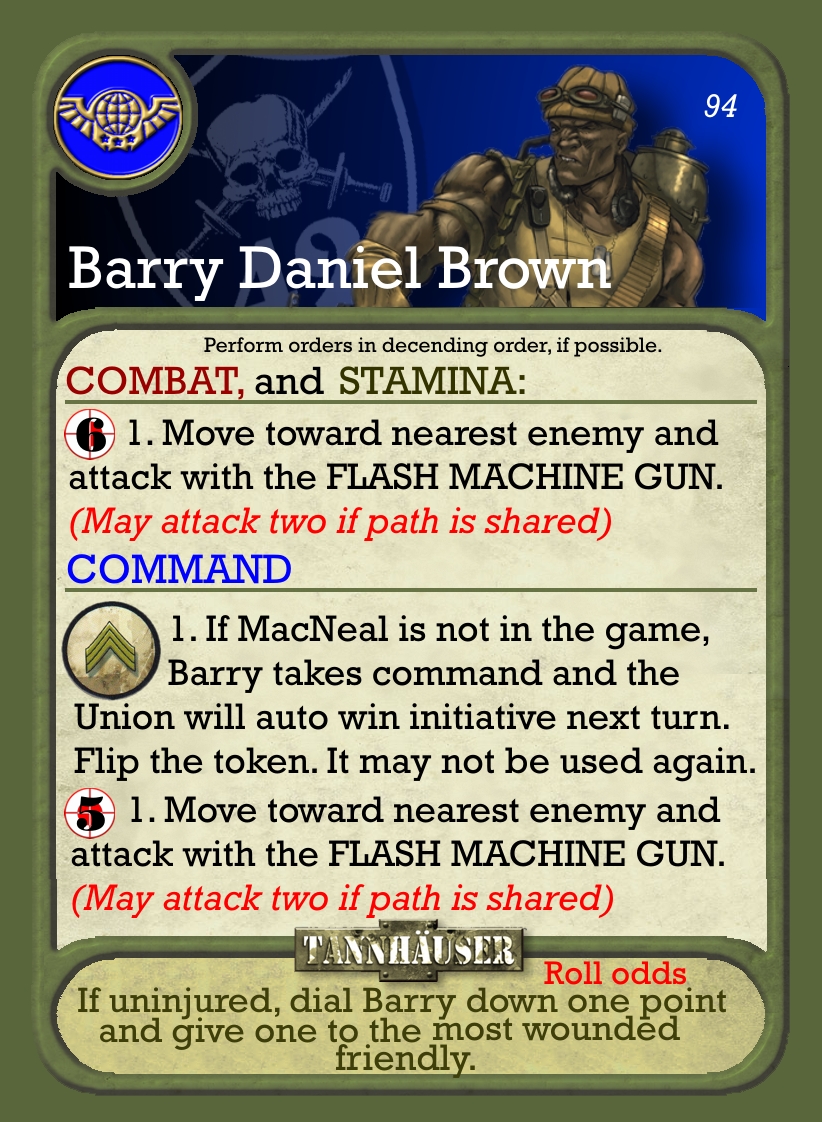 94
Barry Daniel Brown
Perform orders in decending order, if possible.
COMBAT, and STAMINA:
6 1. Move toward nearest enemy and
attack with the FLASH MACHINE GUN.
(May attack two if path is shared)
COMMAND
1. If MacNeal is not in the game,
Barry takes command and the
Union will auto win initiative next turn.
Flip the token. It may not be used again.
5 1. Move toward nearest enemy and
attack with the FLASH MACHINE GUN.
(May attack two if path is shared)
TANNHÄUSER
Roll odds
If uninjured, dial Barry down one point
and give one to the most wounded
friendly.